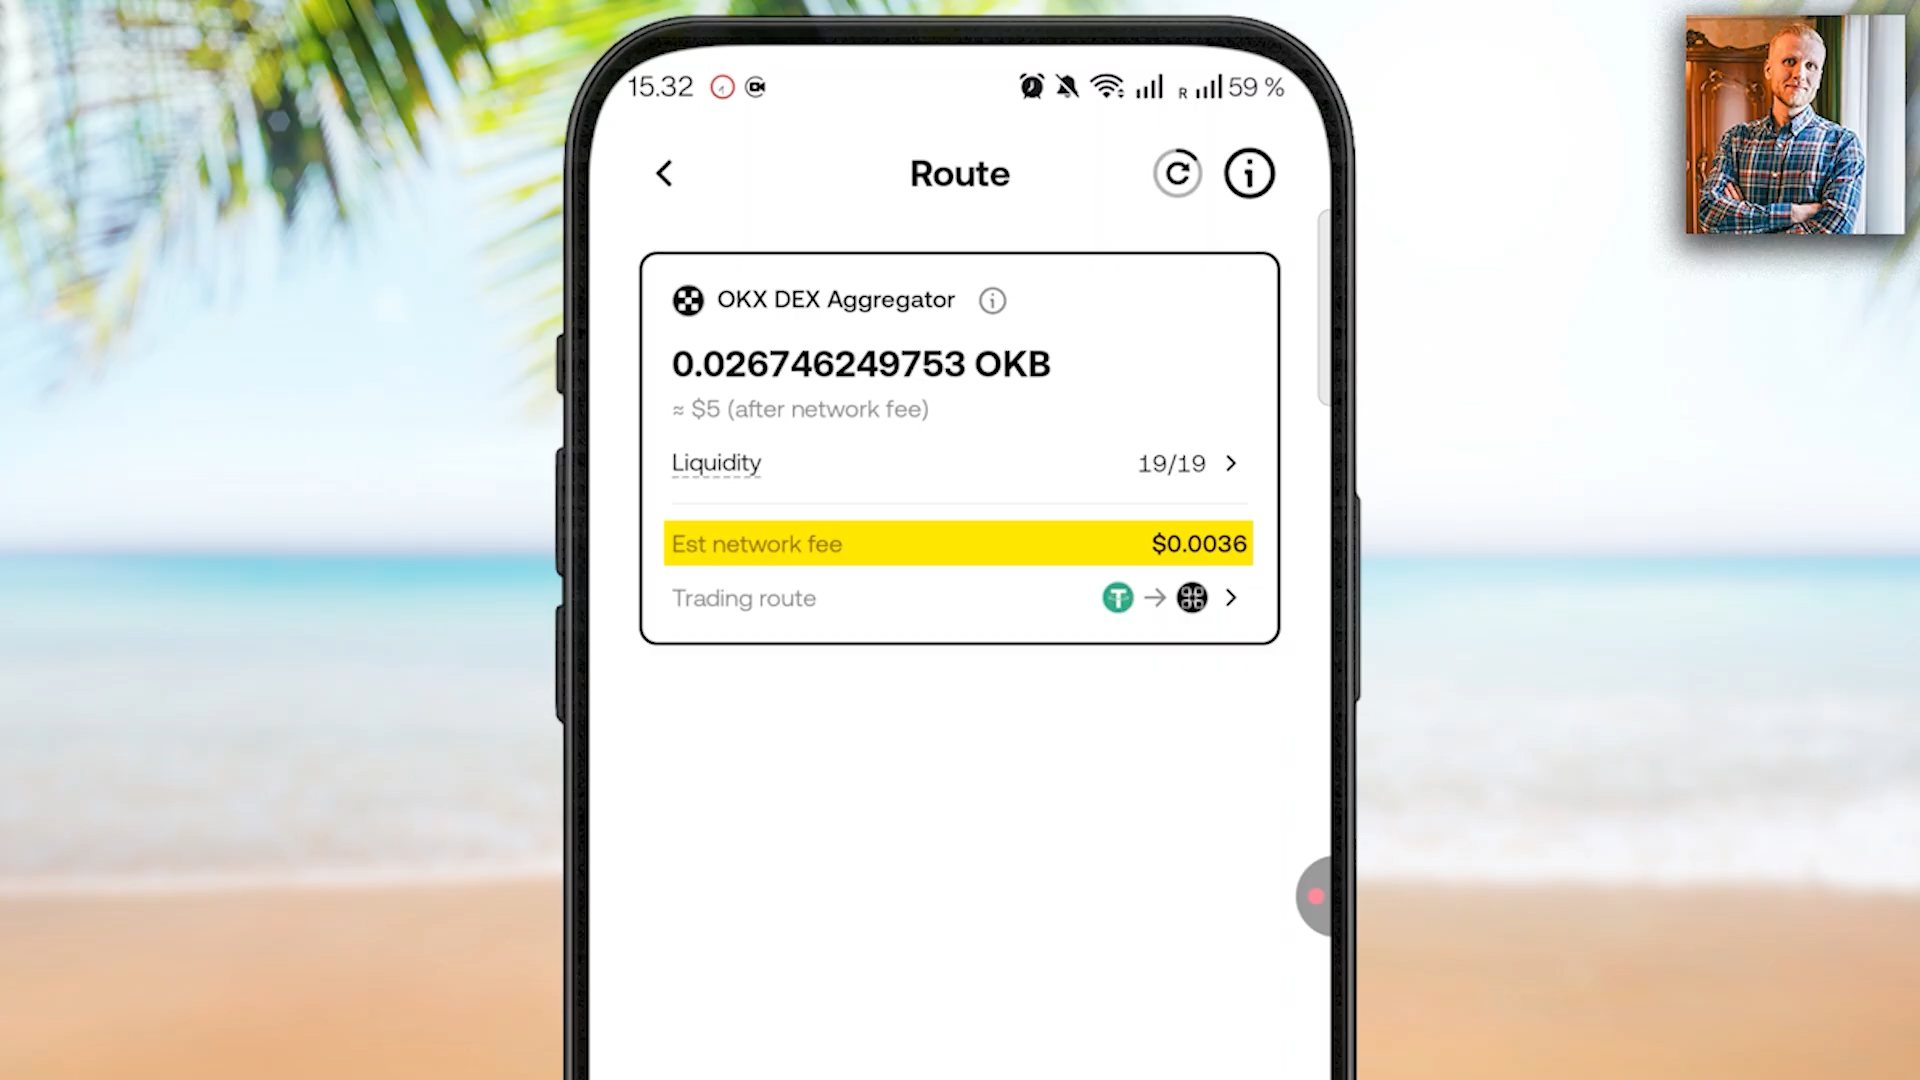 15.32 R 59 %
Route
OKX DEX Aggregator
0.026746249753 OKB
≈ $5 (after network fee)
Liquidity 19/19
Est network fee $0.0036
Trading route